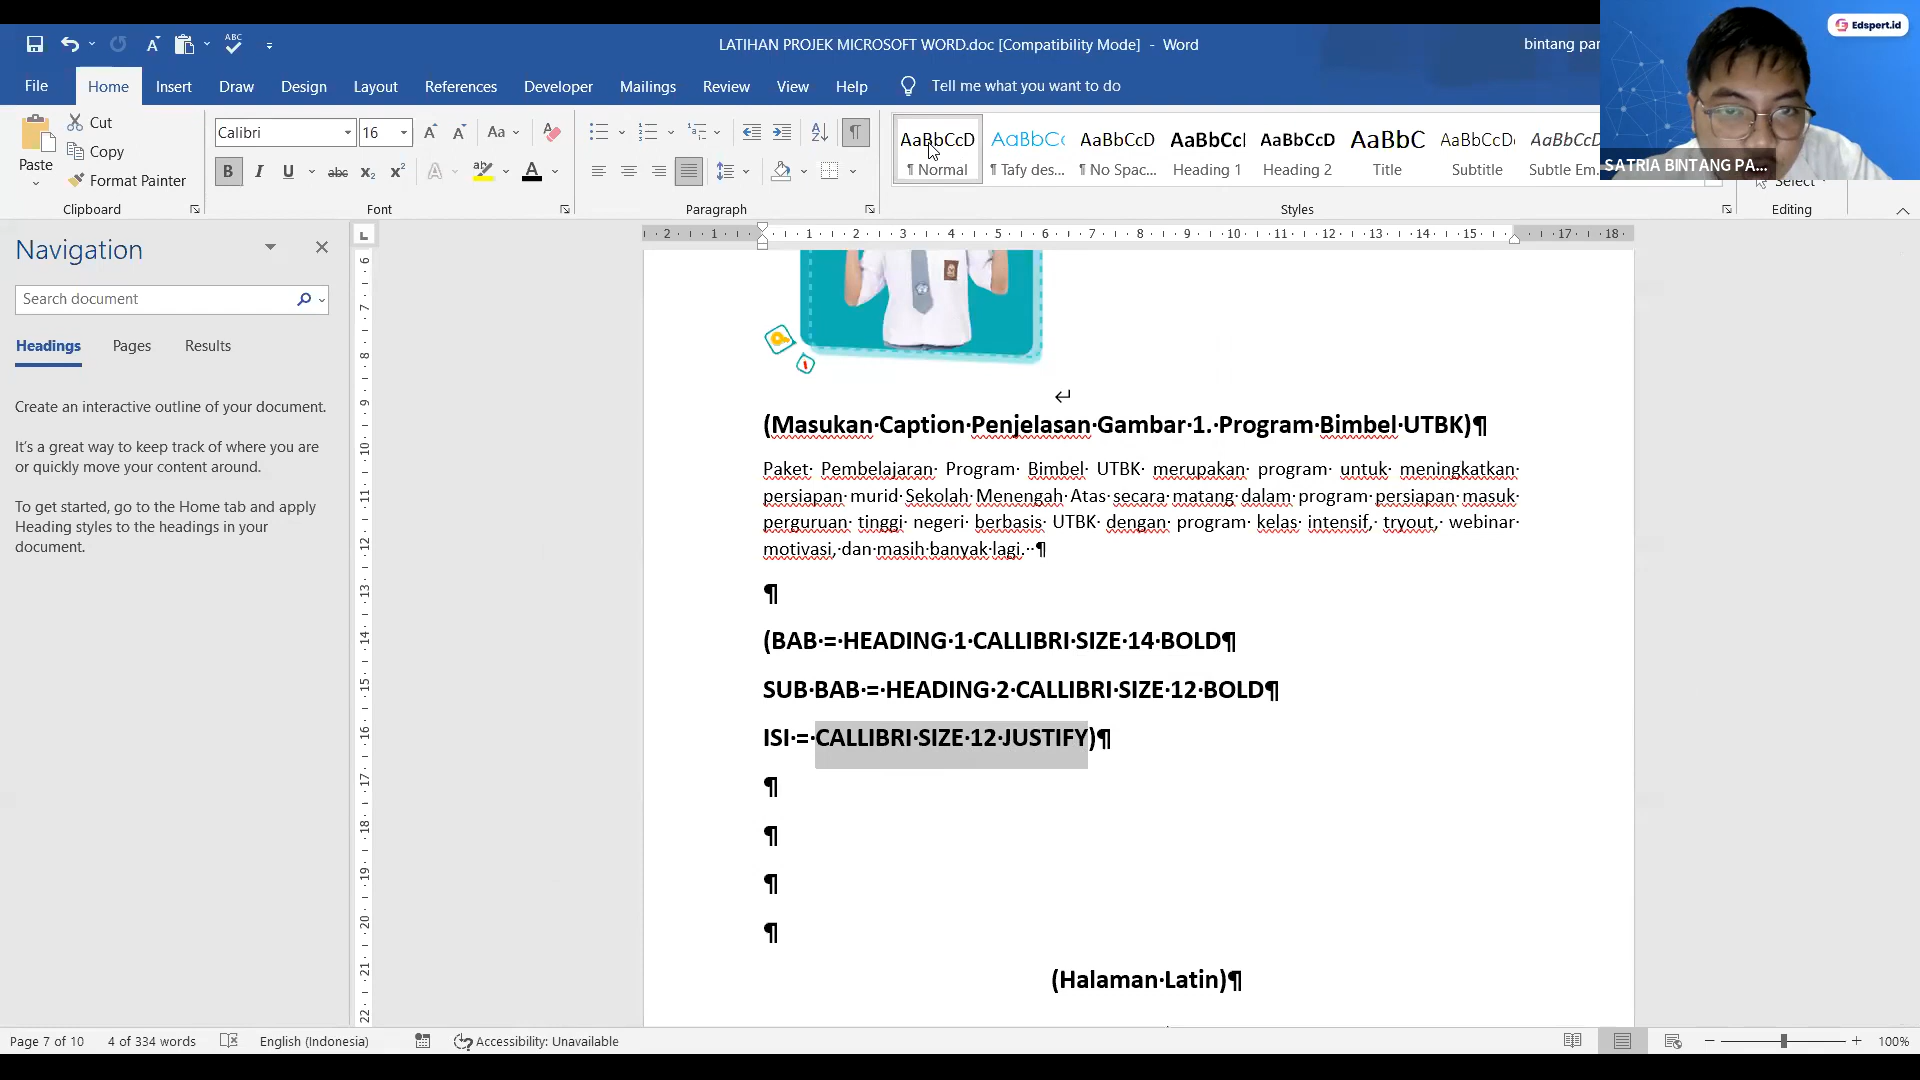 LATIHAN PROJEK MICROSOFT WORD.doc [Compatibility Mode] - Word
bintang par
Edspert.id
File Home Insert Draw Design Layout References Developer Mailings Review View Help Tell me what you want to do
Paste
Cut
Copy
Format Painter
Clipboard
Calibri 16
Font
Paragraph
AaBbCcD AaBbCc AaBbCcD AaBbCcI AaBbCcD AaBbC AaBbCcD AaBbCcDc
¶ Normal ¶ Tafy des... ¶ No Spac... Heading 1 Heading 2 Title Subtitle Subtle Em...
Styles
Select
Editing
SATRIA BINTANG PA...
Navigation
Search document
Headings Pages Results
Create an interactive outline of your document.
It's a great way to keep track of where you are
or quickly move your content around.
To get started, go to the Home tab and apply
Heading styles to the headings in your
document.
(Masukan·Caption·Penjelasan·Gambar·1.·Program·Bimbel·UTBK)¶
Paket· Pembelajaran· Program· Bimbel· UTBK· merupakan· program· untuk· meningkatkan·
persiapan· murid· Sekolah· Menengah· Atas· secara· matang· dalam· program· persiapan· masuk·
perguruan· tinggi· negeri· berbasis· UTBK· dengan· program· kelas· intensif,· tryout,· webinar·
motivasi,·dan·masih·banyak·lagi.··¶
¶
(BAB·=·HEADING·1·CALLIBRI·SIZE·14·BOLD¶
SUB·BAB·=·HEADING·2·CALLIBRI·SIZE·12·BOLD¶
ISI·=·CALLIBRI·SIZE·12·JUSTIFY)¶
¶
¶
¶
¶
(Halaman·Latin)¶
Page 7 of 10 4 of 334 words English (Indonesia) Accessibility: Unavailable 100%